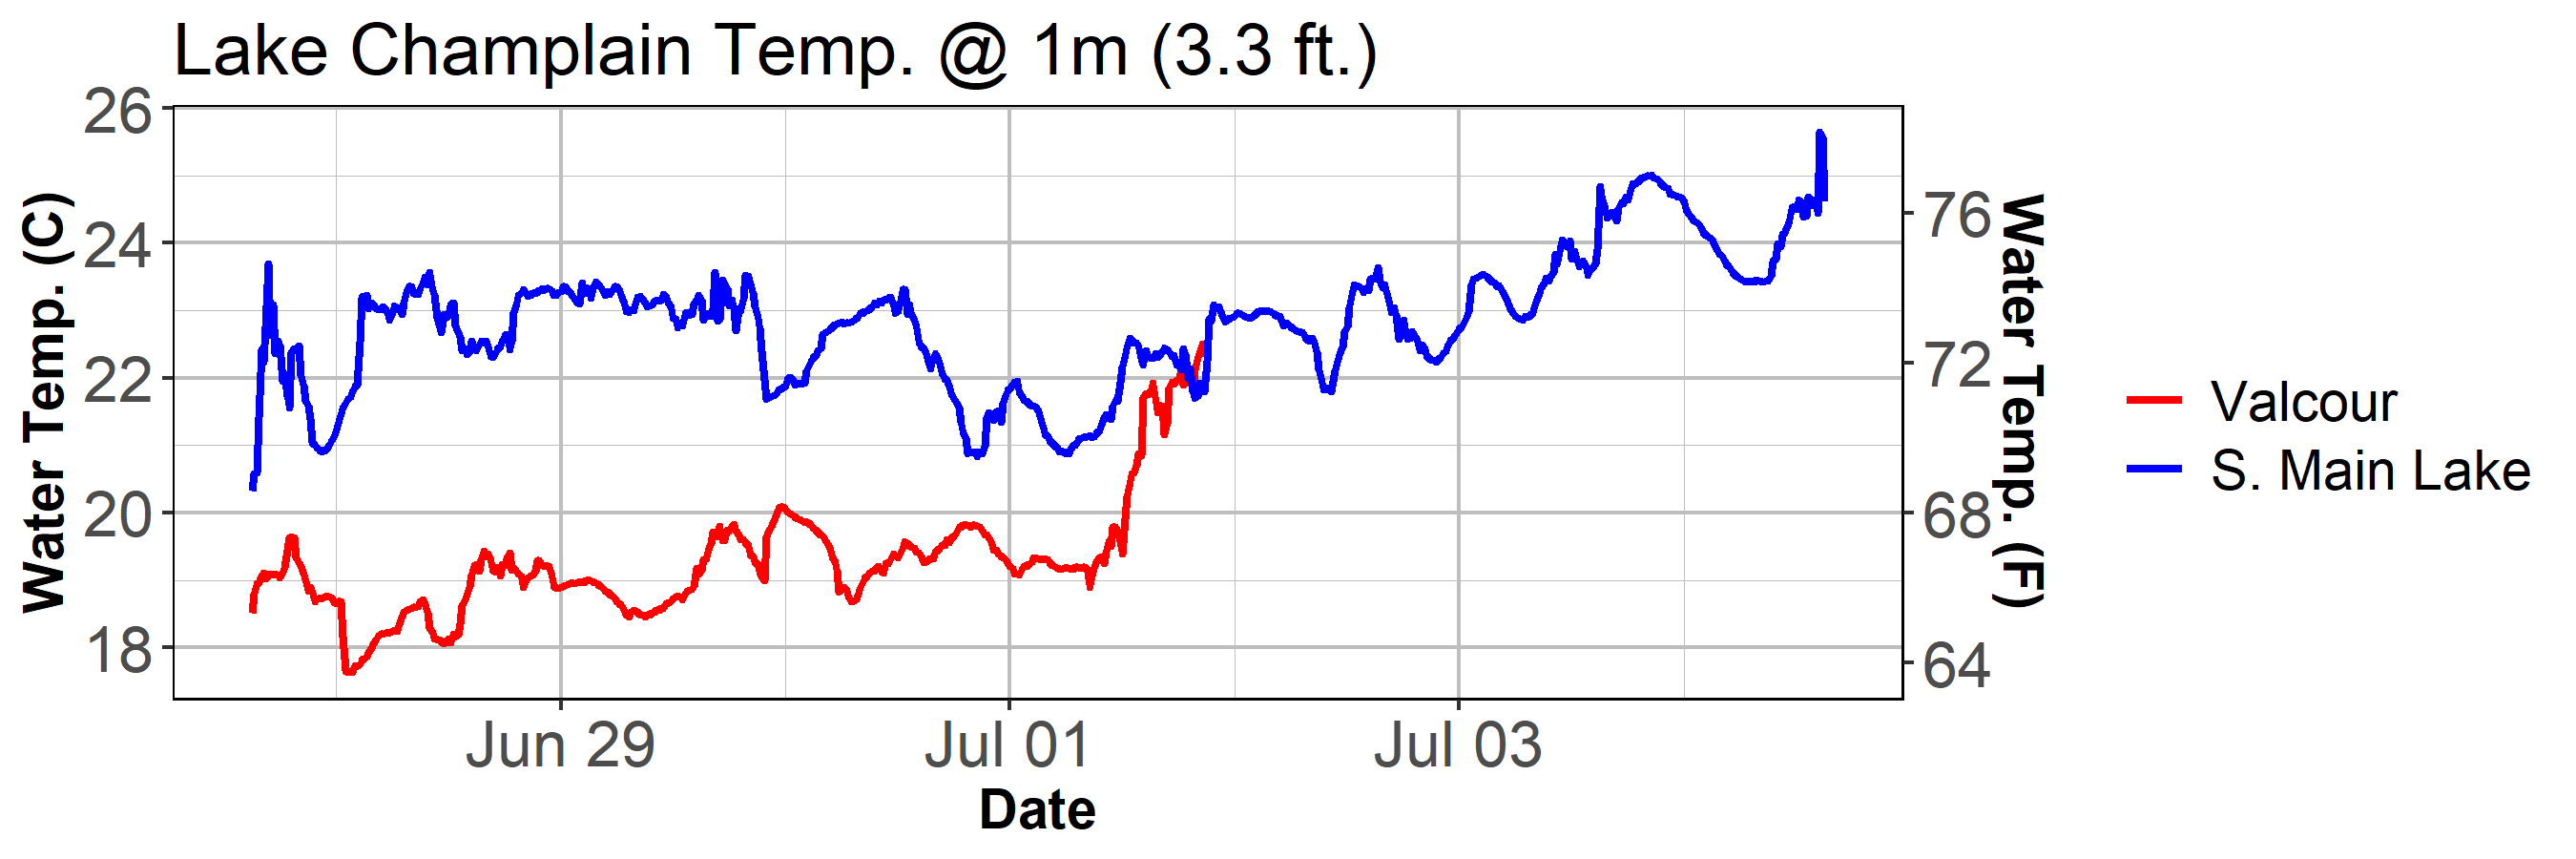 Lake Champlain Temp. @ 1m (3.3 ft.)
Water Temp. (C)
26
24
22
20
18
76
72
68
64
Water Temp. (F)
Jun 29
Jul 01
Jul 03
Date
Valcour
S. Main Lake